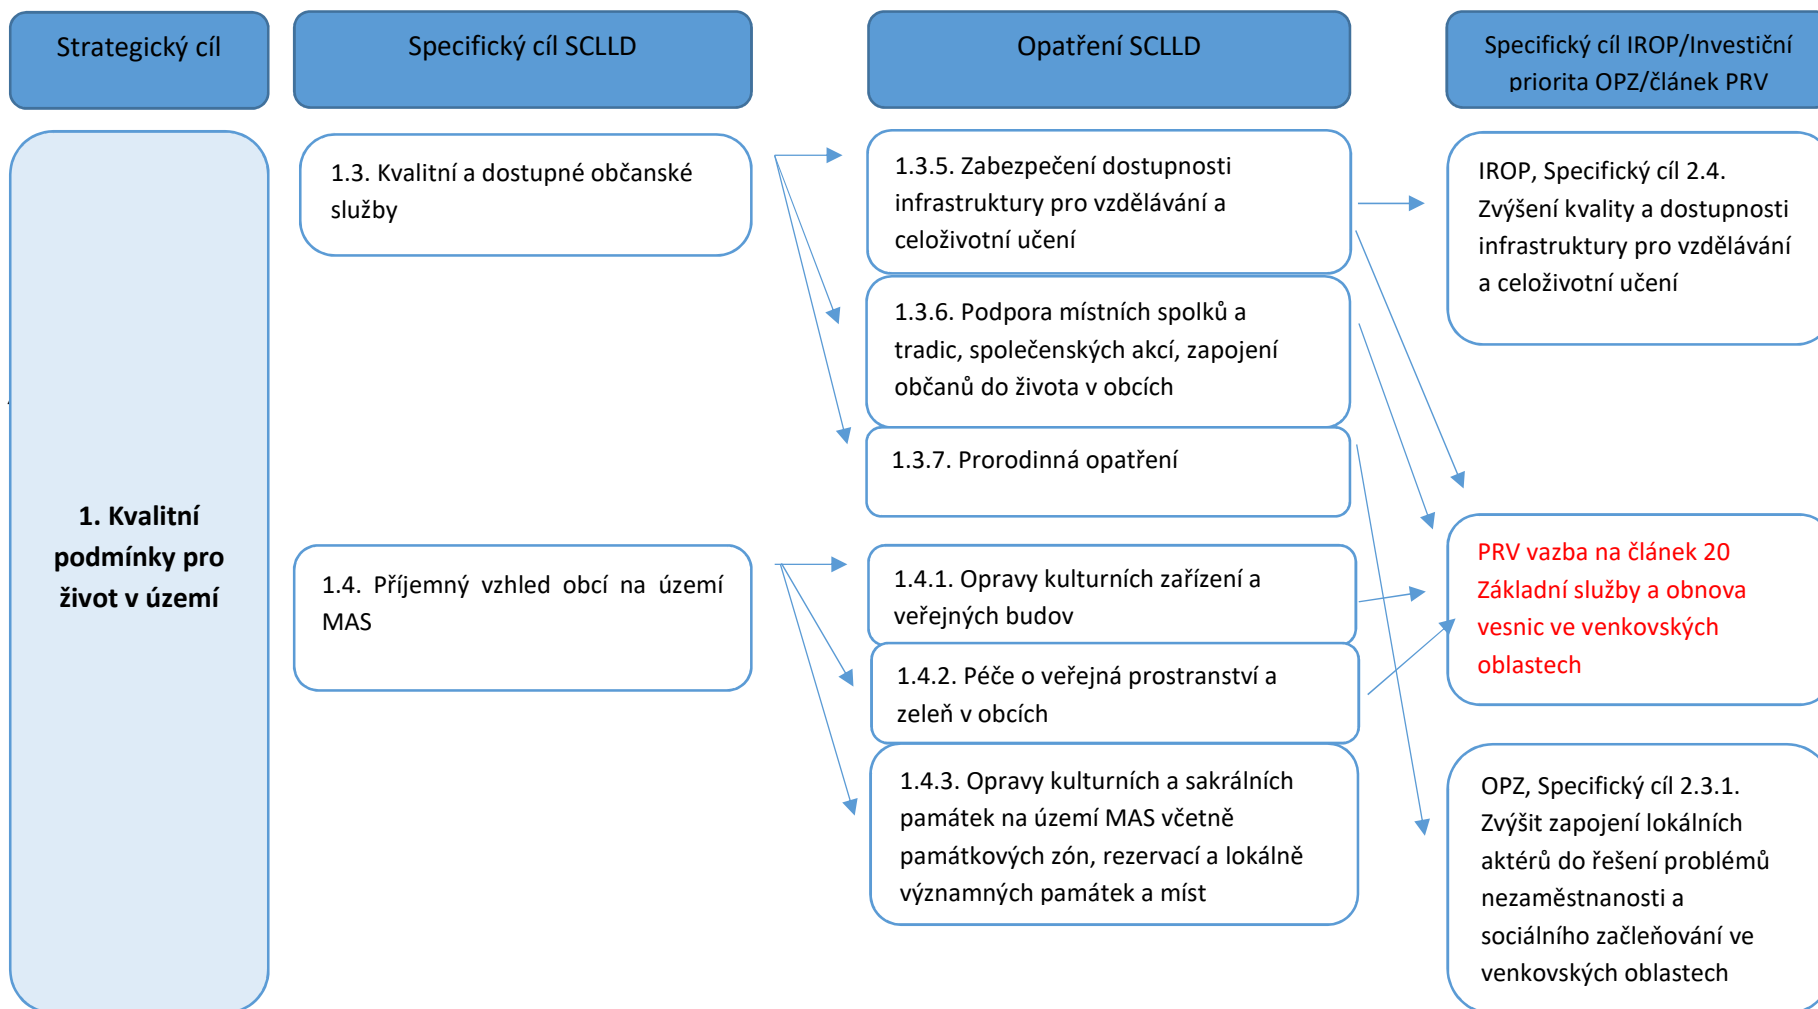 Strategický cíl
Specifický cíl SCLLD
Opatření SCLLD
Specifický cíl IROP/Investiční
priorita OPZ/článek PRV
1. Kvalitní
podmínky pro
život v území
1.3. Kvalitní a dostupné občanské
služby
1.3.5. Zabezpečení dostupnosti
infrastruktury pro vzdělávání a
celoživotní učení
IROP, Specifický cíl 2.4.
Zvýšení kvality a dostupnosti
infrastruktury pro vzdělávání
a celoživotní učení
1.3.6. Podpora místních spolků a
tradic, společenských akcí, zapojení
občanů do života v obcích
1.3.7. Prorodinná opatření
1.4. Příjemný vzhled obcí na území
MAS
1.4.1. Opravy kulturních zařízení a
veřejných budov
PRV vazba na článek 20
Základní služby a obnova
vesnic ve venkovských
oblastech
1.4.2. Péče o veřejná prostranství a
zeleň v obcích
1.4.3. Opravy kulturních a sakrálních
památek na území MAS včetně
památkových zón, rezervací a lokálně
významných památek a míst
OPZ, Specifický cíl 2.3.1.
Zvýšit zapojení lokálních
aktérů do řešení problémů
nezaměstnanosti a
sociálního začleňování ve
venkovských oblastech